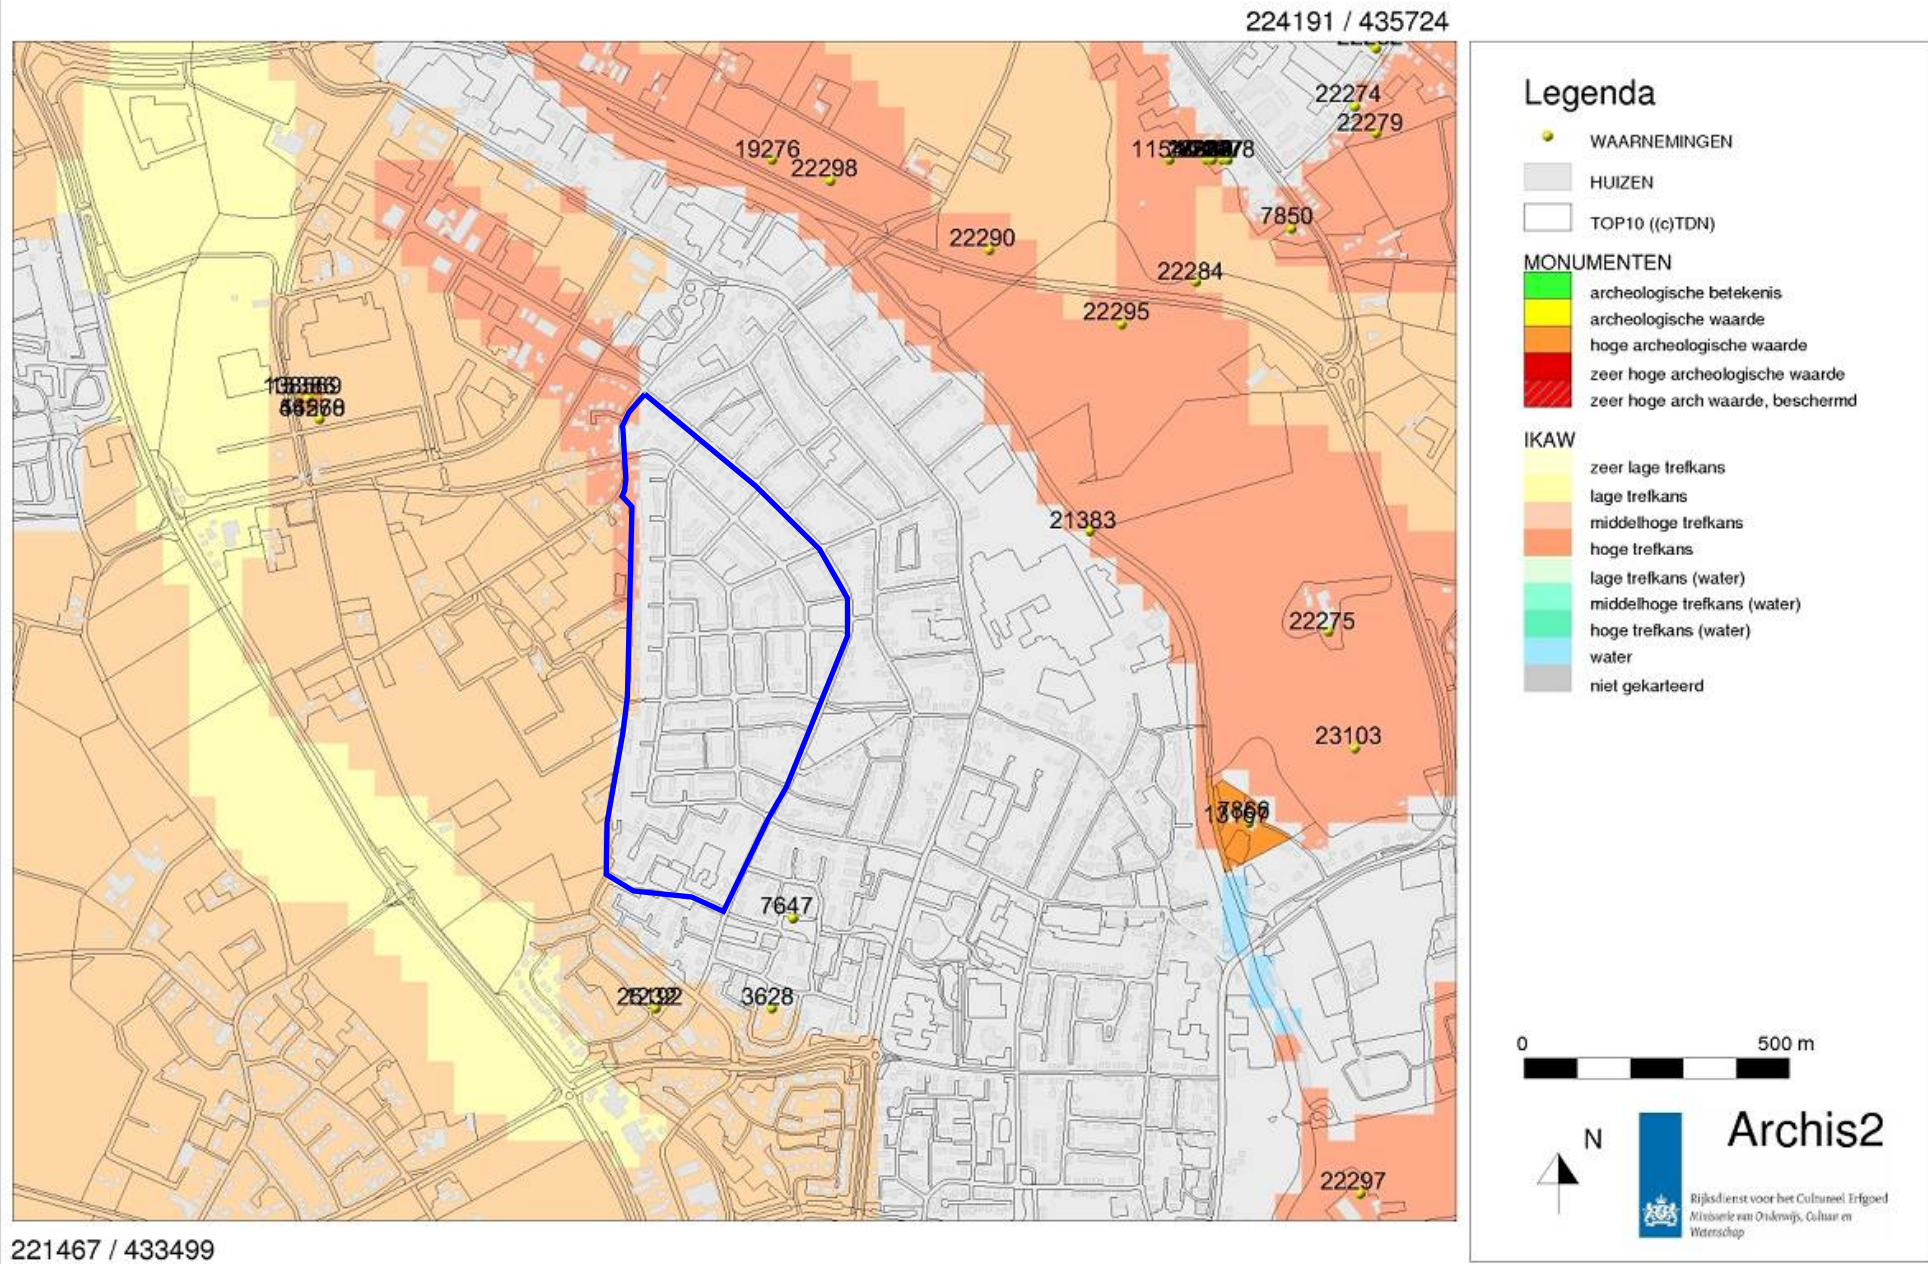 224191 / 435724
22274
22279
19276
22298
7850
22290
22284
22295
21383
22275
23103
7647
3628
22297
221467 / 433499
Legenda
WAARNEMINGEN
HUIZEN
TOP10 ((c)TDN)
MONUMENTEN
archeologische betekenis
archeologische waarde
hoge archeologische waarde
zeer hoge archeologische waarde
zeer hoge arch waarde, beschermd
IKAW
zeer lage trefkans
lage trefkans
middelhoge trefkans
hoge trefkans
lage trefkans (water)
middelhoge trefkans (water)
hoge trefkans (water)
water
niet gekarteerd
0 500 m
N
Archis2
Rijksdienst voor het Cultureel Erfgoed
Ministerie van Onderwijs, Cultuur en
Wetenschap